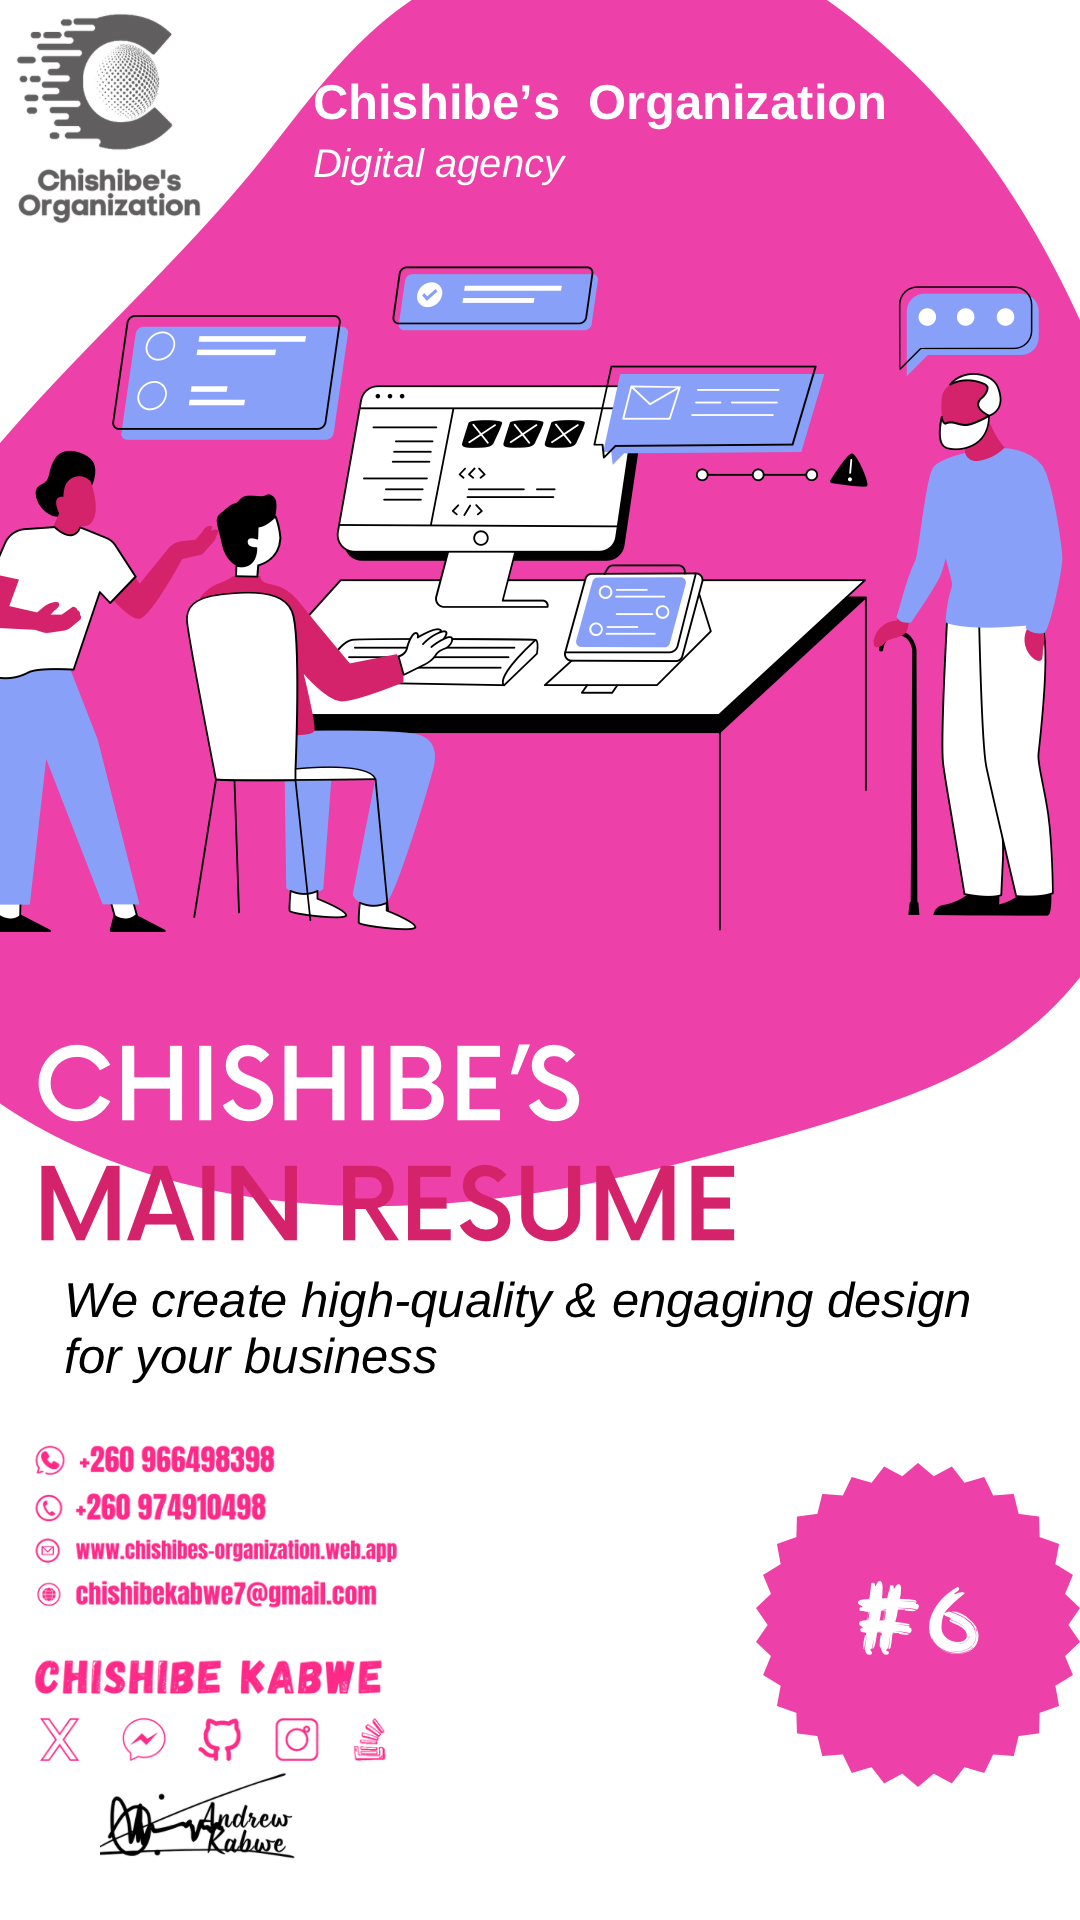 Chishibe's
Organization
Chishibe’s Organization
Digital agency
CHISHIBE’S
MAIN RESUME
We create high-quality & engaging design
for your business
+260 966498398
+260 974910498
www.chishibes-organization.web.app
chishibekabwe7@gmail.com
CHISHIBE KABWE
#6
Andrew
Kabwe